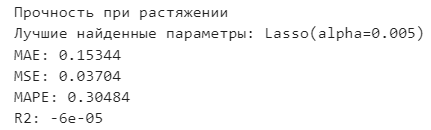 Прочность при растяжении
Лучшие найденные параметры: Lasso(alpha=0.005)
MAE: 0.15344
MSE: 0.03704
MAPE: 0.30484
R2: -6e-05